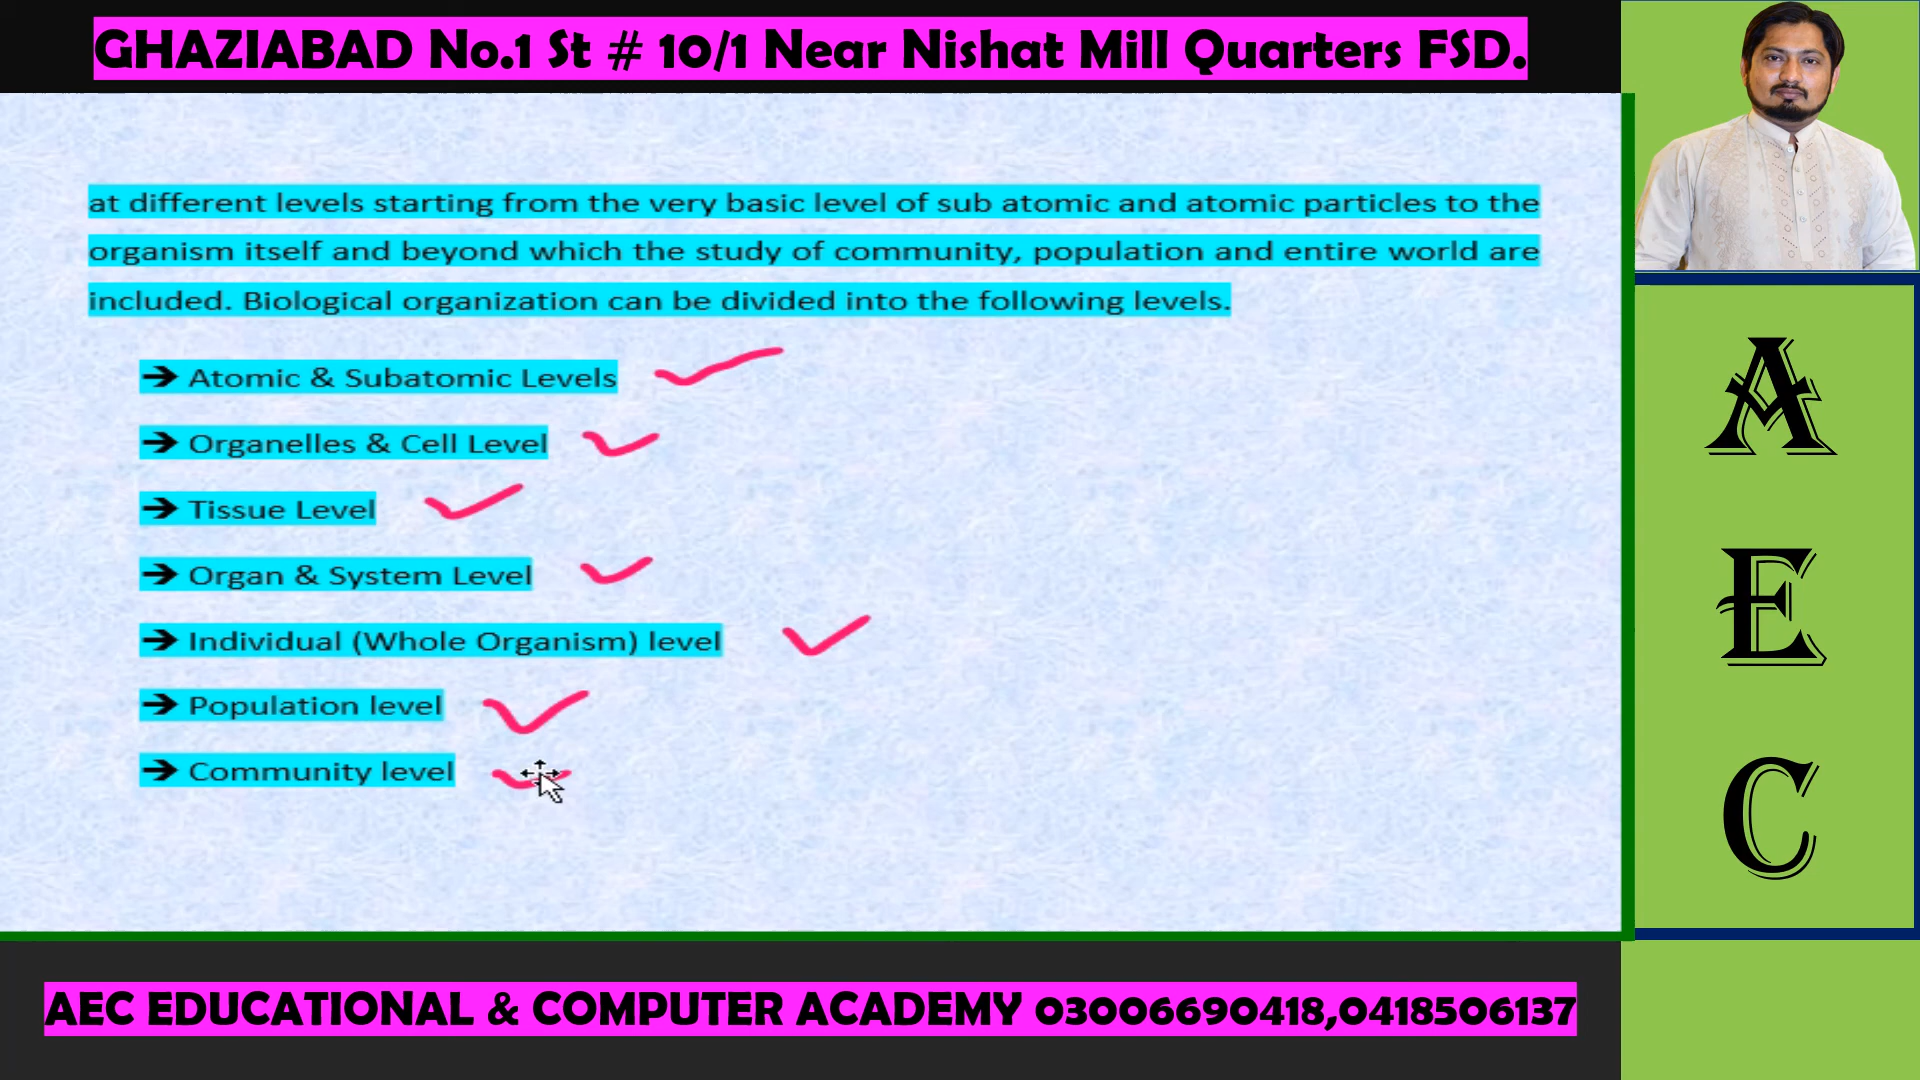 GHAZIABAD No.1 St # 10/1 Near Nishat Mill Quarters FSD.
at different levels starting from the very basic level of sub atomic and atomic particles to the
organism itself and beyond which the study of community, population and entire world are
included. Biological organization can be divided into the following levels.
➔ Atomic & Subatomic Levels
➔ Organelles & Cell Level
➔ Tissue Level
➔ Organ & System Level
➔ Individual (Whole Organism) level
➔ Population level
➔ Community level
A
E
C
AEC EDUCATIONAL & COMPUTER ACADEMY 03006690418,0418506137